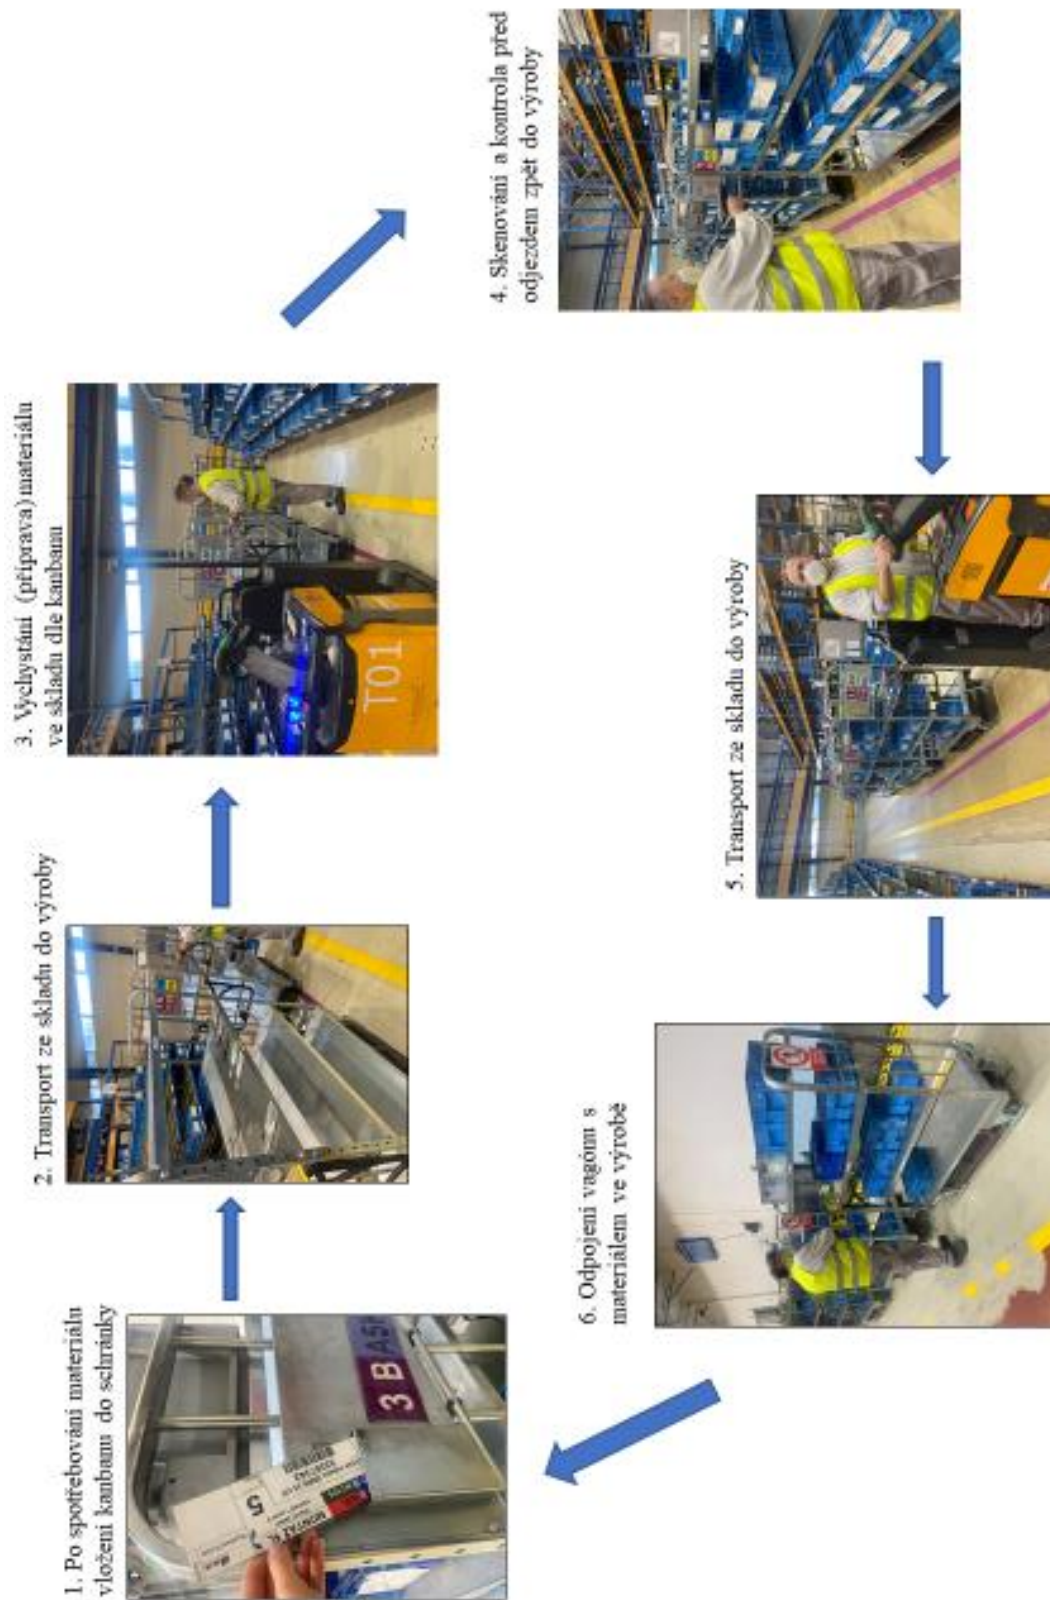 1. Po spotřebování materiálu
vložení kanbanu do schránky
2. Transport ze skladu do výroby
3. Vychystání (příprava) materiálu
ve skladu dle kanbanu
4. Skenování a kontrola před
odjezdem zpět do výroby
5. Transport ze skladu do výroby
6. Odpojení vagónu s
materiálem ve výrobě
T01
3 B
5